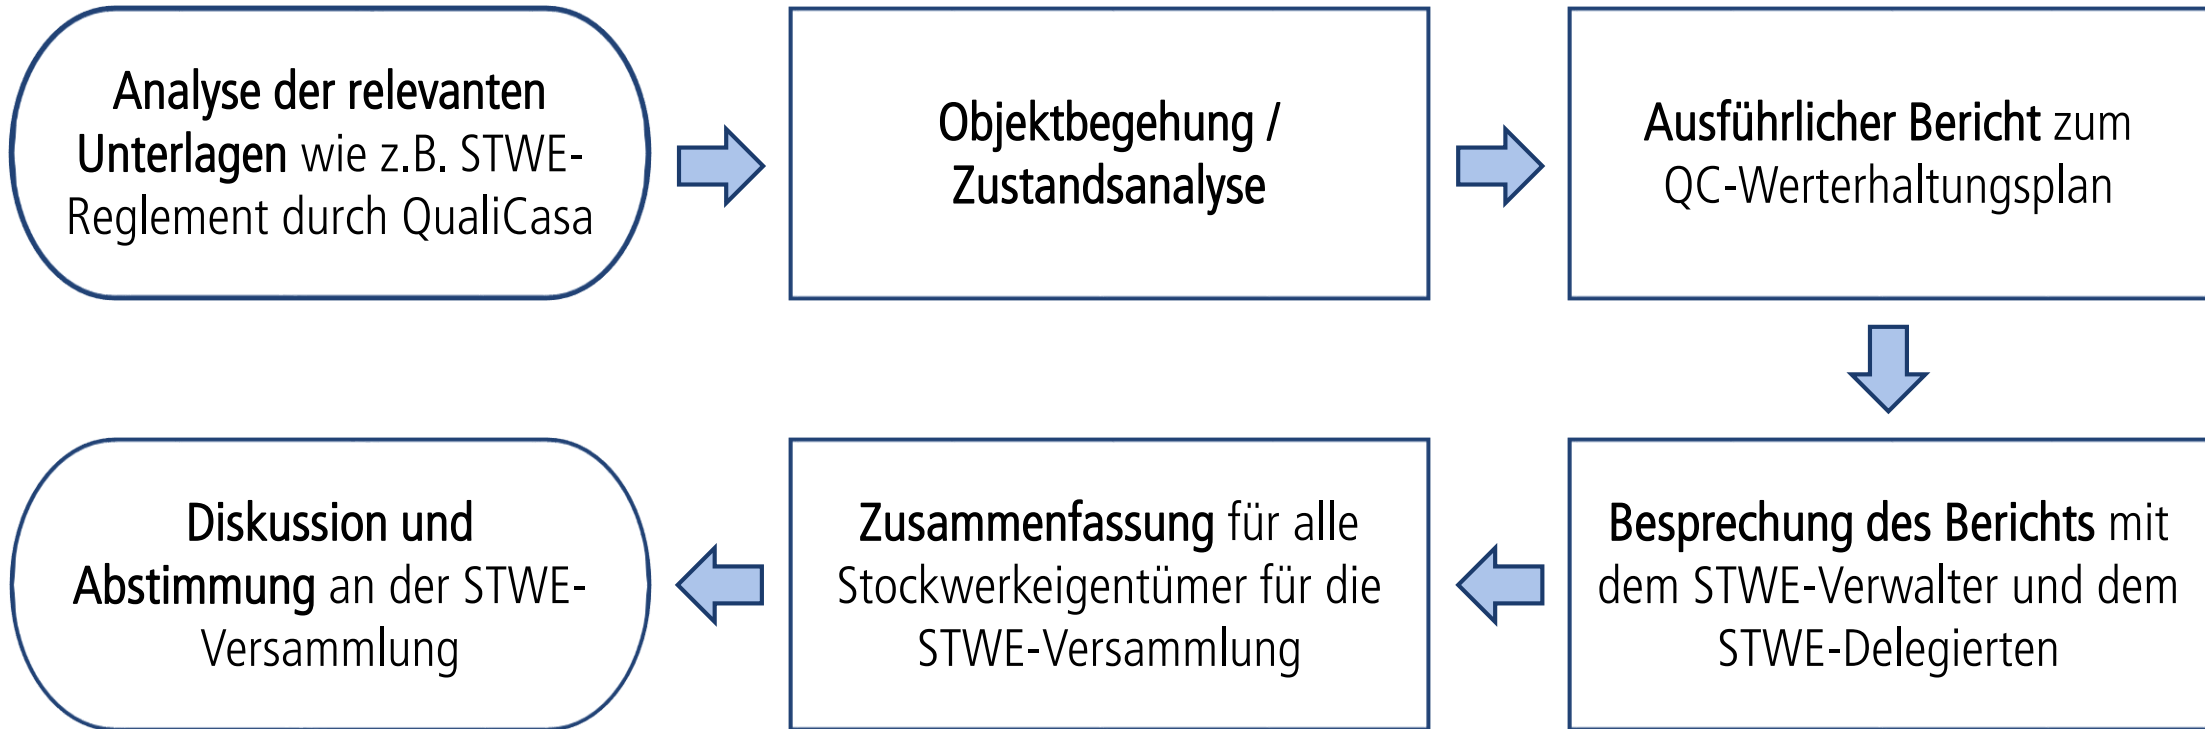 Analyse der relevanten
Unterlagen wie z.B. STWE-
Reglement durch QualiCasa
Objektbegehung /
Zustandsanalyse
Ausführlicher Bericht zum
QC-Werterhaltungsplan
Besprechung des Berichts mit
dem STWE-Verwalter und dem
STWE-Delegierten
Zusammenfassung für alle
Stockwerkeigentümer für die
STWE-Versammlung
Diskussion und
Abstimmung an der STWE-
Versammlung